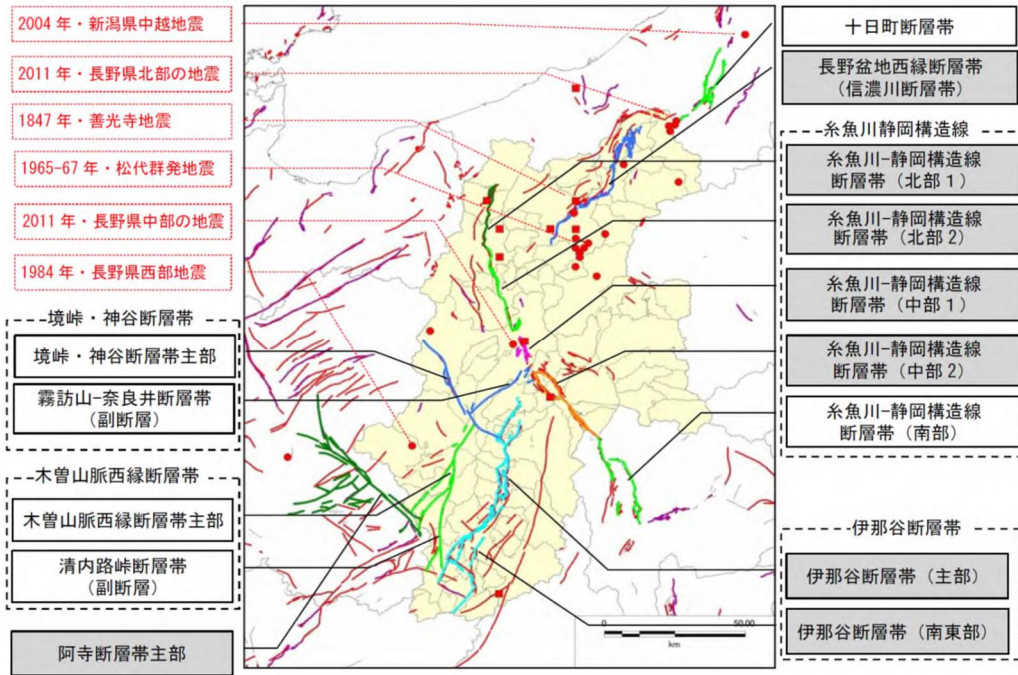 2004年・新潟県中越地震
2011年・長野県北部の地震
1847年・善光寺地震
1965-67年・松代群発地震
2011年・長野県中部の地震
1984年・長野県西部地震
境峠・神谷断層帯
境峠・神谷断層帯主部
霧訪山−奈良井断層帯
（副断層）
木曽山脈西縁断層帯
木曽山脈西縁断層帯主部
清内路峠断層帯
（副断層）
阿寺断層帯主部
0
50.00
km
十日町断層帯
長野盆地西縁断層帯
（信濃川断層帯）
糸魚川静岡構造線
糸魚川−静岡構造線
断層帯（北部１）
糸魚川−静岡構造線
断層帯（北部２）
糸魚川−静岡構造線
断層帯（中部１）
糸魚川−静岡構造線
断層帯（中部２）
糸魚川−静岡構造線
断層帯（南部）
伊那谷断層帯
伊那谷断層帯（主部）
伊那谷断層帯（南東部）